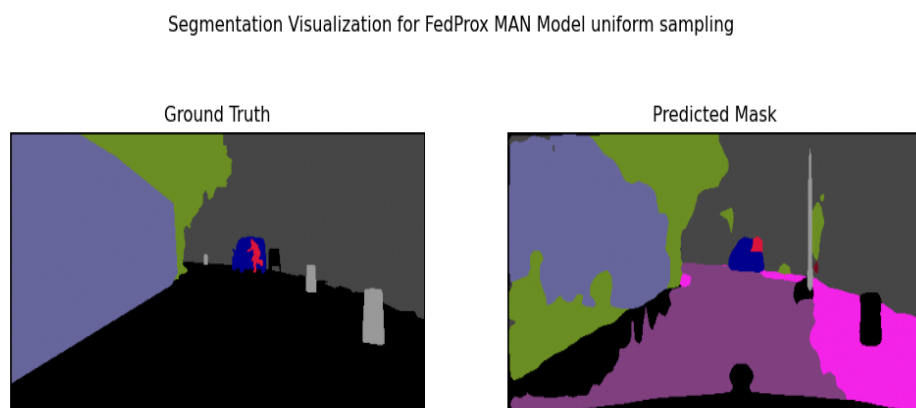 Segmentation Visualization for FedProx MAN Model uniform sampling
Ground Truth
Predicted Mask